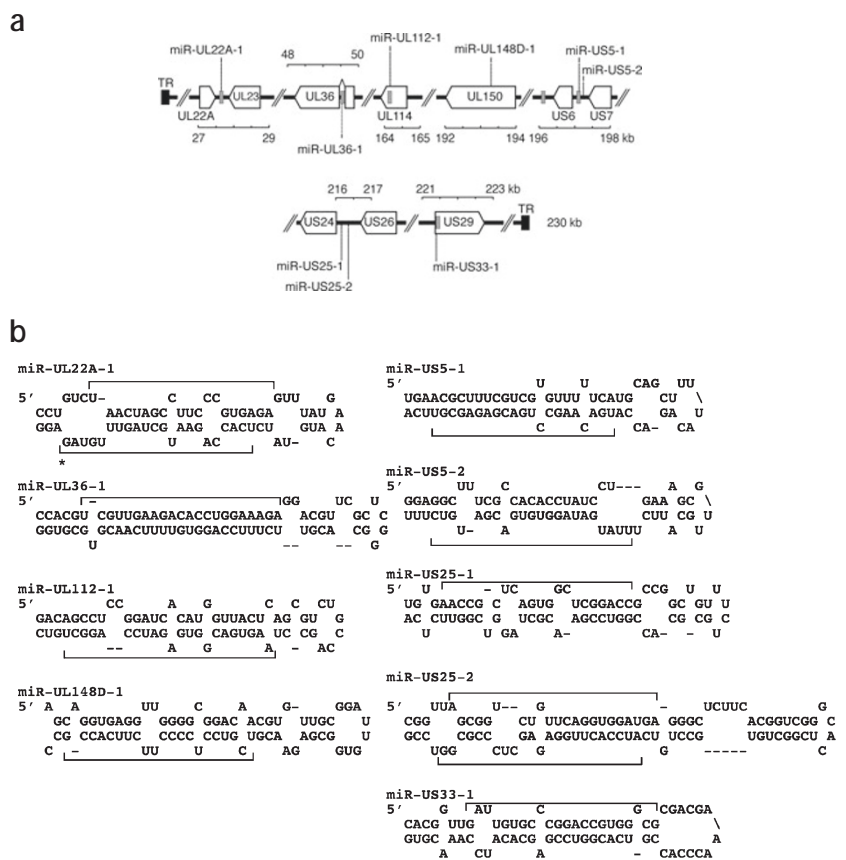 a
miR-UL22A-1
48
50
miR-UL112-1
miR-UL148D-1
miR-US5-1
miR-US5-2
TR
UL22A
UL23
UL36
UL114
UL150
US6
US7
27
29
miR-UL36-1
164
165
192
194
196
198 kb
216
217
221
223 kb
TR
US24
US26
US29
230 kb
miR-US25-1
miR-US25-2
miR-US33-1
b
miR-UL22A-1
5′ GUCU- C CC GUU G
CCU AACUAGC UUC GUGAGA UAU A
GGA UUGAUCG AAG CACUCU GUA A
GAUGU U AC AU- C
*
miR-UL36-1
5′ - GG UC U
CCACGU CGUUGAAGACACCUGGAAAGA ACGU GC C
GGUGCG GCAACUUUUGUGGACCUUUCU UGCA CG G
U -- -- G
miR-UL112-1
5′ CC A G C C CU
GACAGCCU GGAUC CAU GUUACU AG GU G
CUGUCGGA CCUAG GUG CAGUGA UC CG C
-- A G A - AC
miR-UL148D-1
5′ A A UU C A G- GGA
GC GGUGAGG GGGG GGAC ACGU UUGC U
CG CCACUUC CCCC CCUG UGCA AGCG U
C - UU U C AG GUG
miR-US5-1
5′ U U CAG UU
UGAACGCUUUCGUCG GUUU UCAUG CU \
ACUUGCGAGAGCAGU CGAA AGUAC GA U
C C CA- CA
miR-US5-2
5′ UU C CU--- A G
GGAGGC UCG CACACCUAUC GAA GC \
UUUCUG AGC GUGUGGAUAG CUU CG U
U- A UAUUU A U
miR-US25-1
5′ U - UC GC CCG U U
UG GAACCG C AGUG UCGGACCG GC GU U
AC CUUGGC G UCGC AGCCUGGC CG CG C
U U GA A- CA- - U
miR-US25-2
5′ UUA U-- G - UCUUC G
CGG GCGG CU UUCAGGUGGAUGA GGGC ACGGUCGG C
GCC CGCC GA AGGUUCACCUACU UCCG UGUCGGCU A
UGG CUC G G ----- C
miR-US33-1
5′ G AU C G CGACGA
CACG UUG UGUGC CGGACCGUGG CG \
GUGC AAC ACACG GCCUGGCACU GC A
A CU A - CACCCA